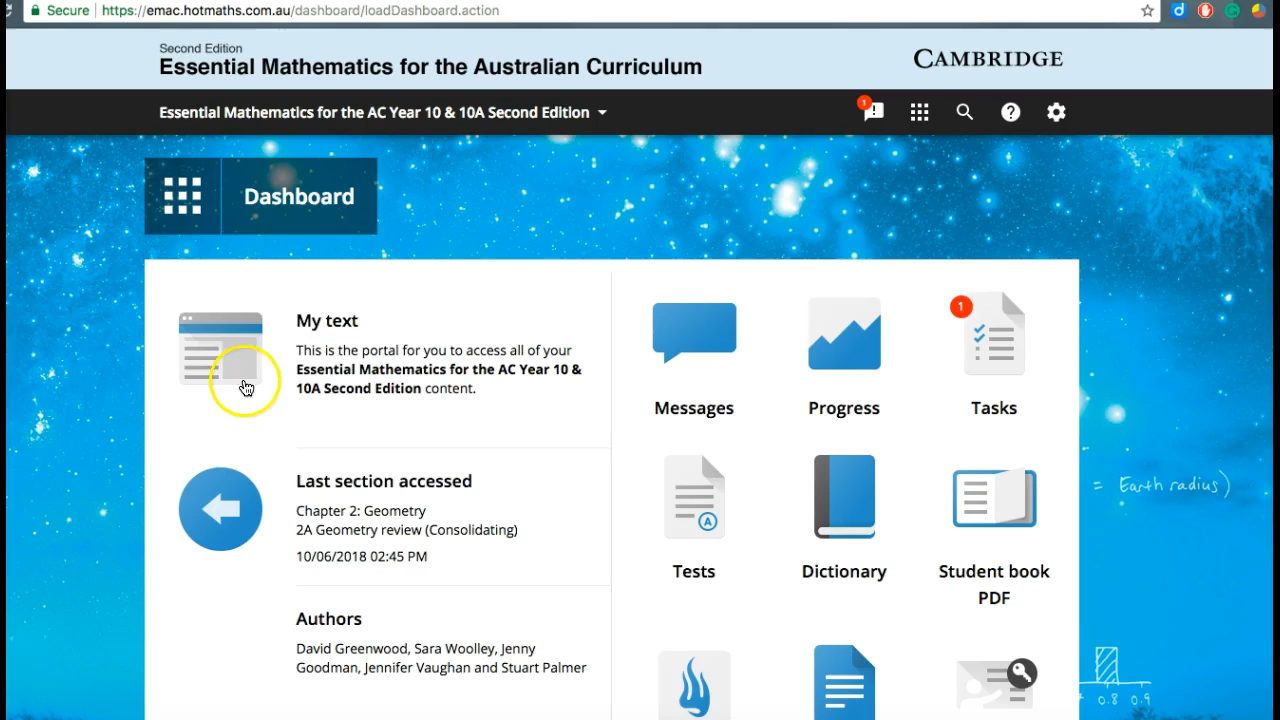 Secure https://emac.hotmaths.com.au/dashboard/loadDashboard.action
Second Edition
Essential Mathematics for the Australian Curriculum
CAMBRIDGE
Essential Mathematics for the AC Year 10 & 10A Second Edition
1
Dashboard
My text
This is the portal for you to access all of your
Essential Mathematics for the AC Year 10 &
10A Second Edition content.
Last section accessed
Chapter 2: Geometry
2A Geometry review (Consolidating)
10/06/2018 02:45 PM
Authors
David Greenwood, Sara Woolley, Jenny
Goodman, Jennifer Vaughan and Stuart Palmer
Messages
Progress
1
Tasks
A
Tests
Dictionary
Student book
PDF
= Earth radius)
0.8 0.9